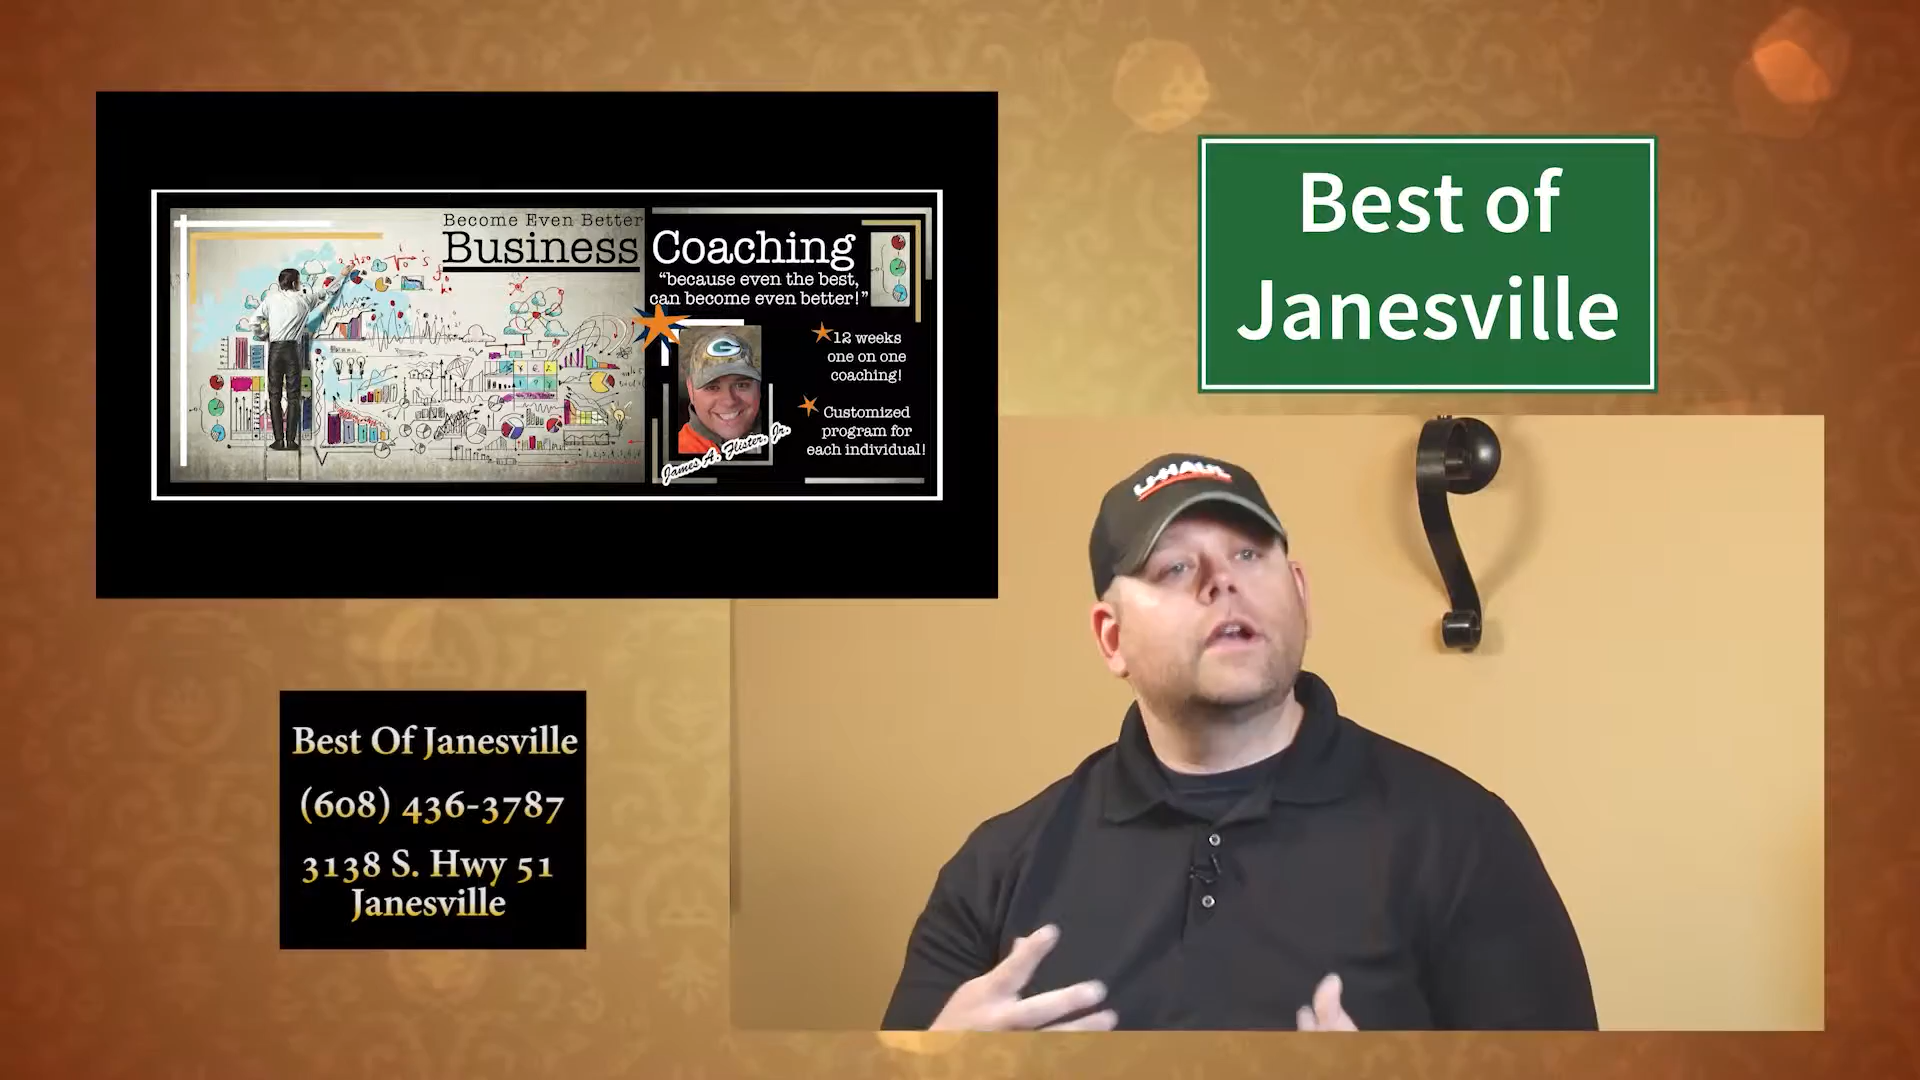 Become Even Better
Business Coaching
“because even the best,
can become even better!”
12 weeks
one on one
coaching!
Customized
program for
each individual!
James A. Flister, Jr.
Best of
Janesville
U-HAUL
Best Of Janesville
(608) 436-3787
3138 S. Hwy 51
Janesville